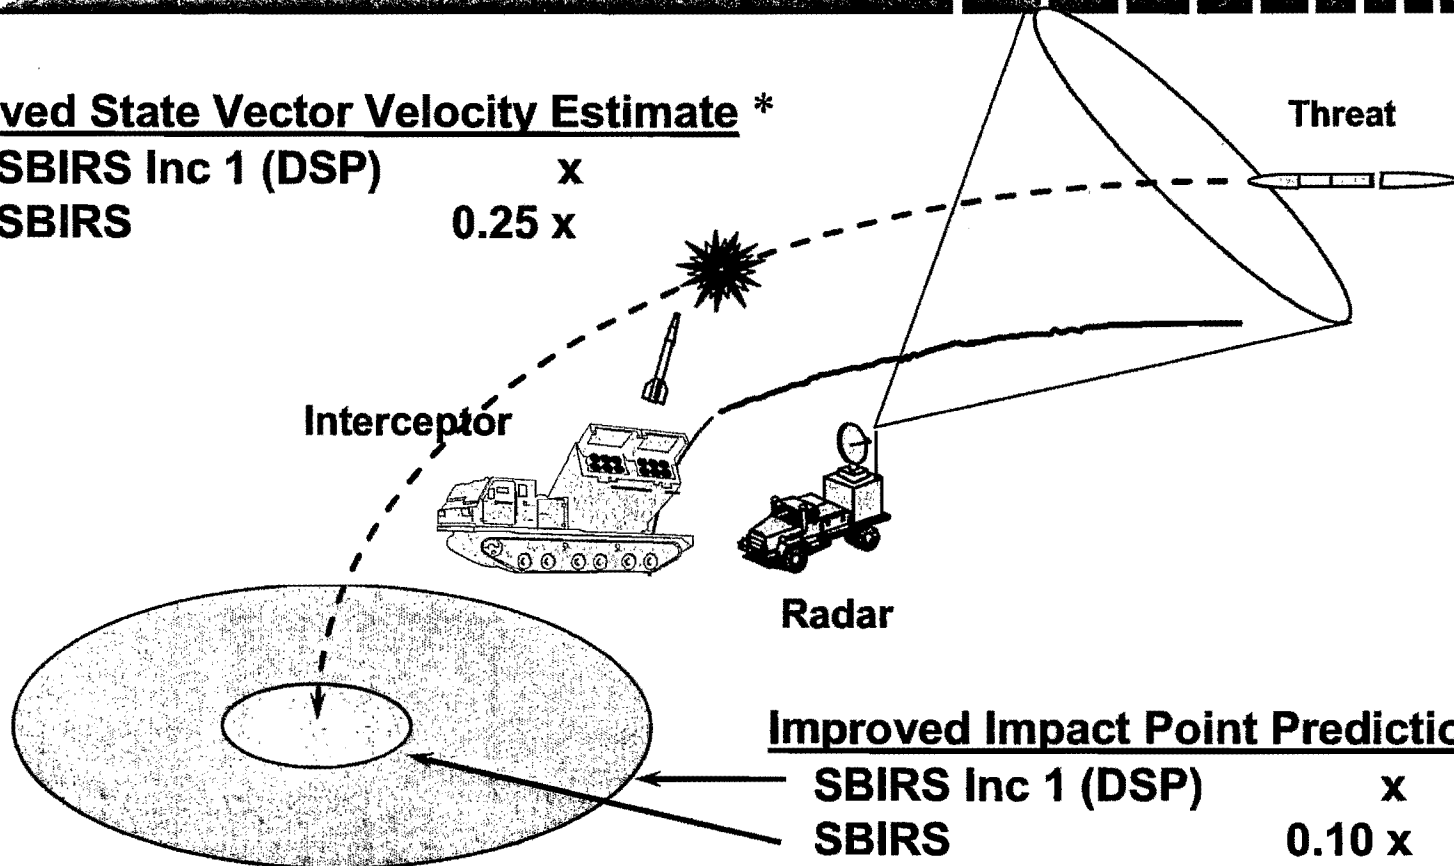 ved State Vector Velocity Estimate *
SBIRS Inc 1 (DSP) x
SBIRS 0.25 x
Threat
Interceptor
Radar
Improved Impact Point Predictio
SBIRS Inc 1 (DSP) x
SBIRS 0.10 x